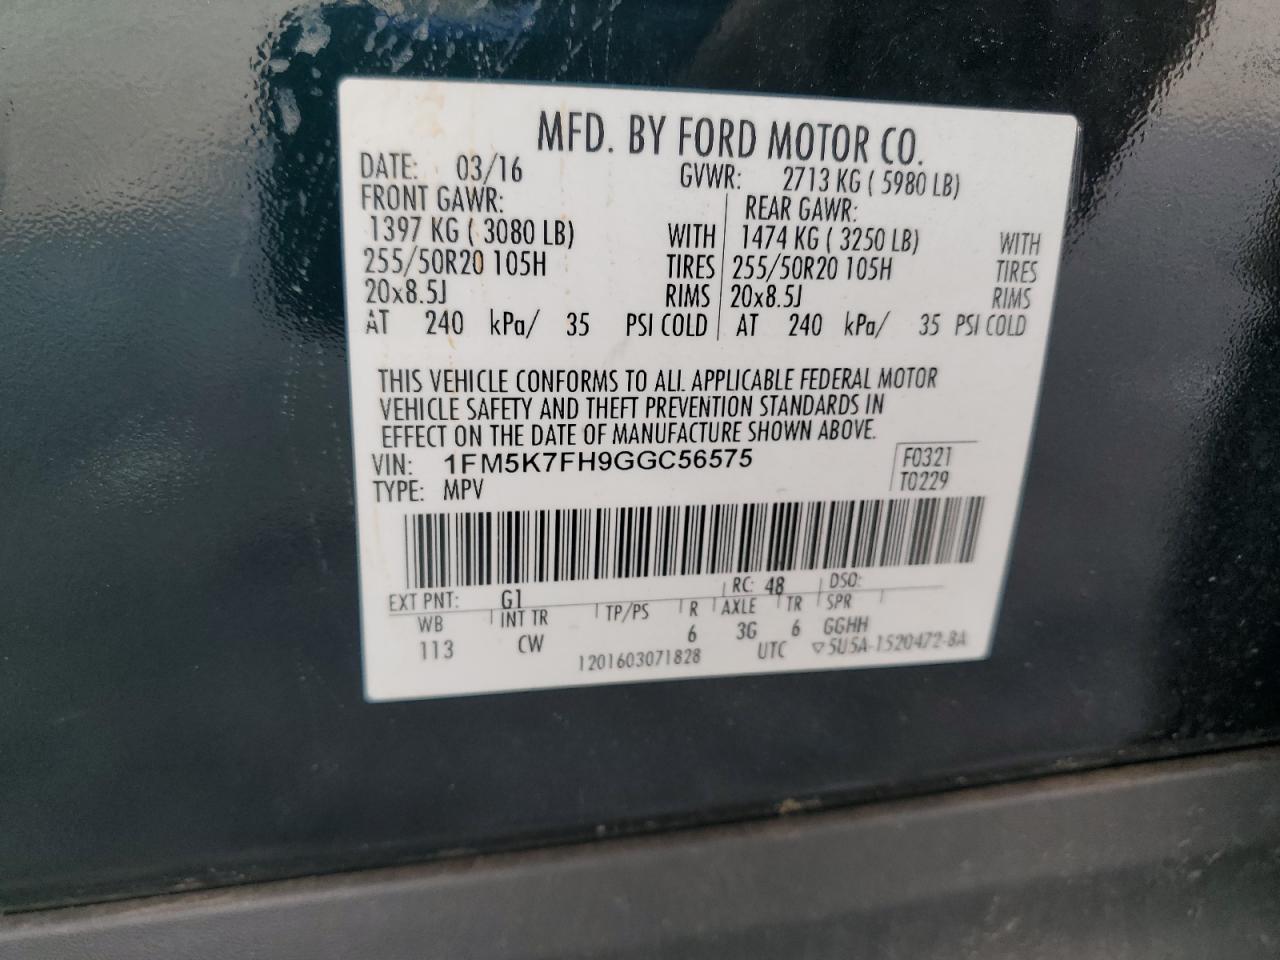 MFD. BY FORD MOTOR CO.
DATE: 03/16 GVWR: 2713 KG ( 5980 LB)
FRONT GAWR: REAR GAWR:
1397 KG ( 3080 LB) WITH 1474 KG ( 3250 LB) WITH
255/50R20 105H TIRES 255/50R20 105H TIRES
20x8.5J RIMS 20x8.5J RIMS
AT 240 kPa/ 35 PSI COLD AT 240 kPa/ 35 PSI COLD
THIS VEHICLE CONFORMS TO ALL APPLICABLE FEDERAL MOTOR
VEHICLE SAFETY AND THEFT PREVENTION STANDARDS IN
EFFECT ON THE DATE OF MANUFACTURE SHOWN ABOVE.
VIN: 1FM5K7FH9GGC56575 F0321
TYPE: MPV T0229
EXT PNT: G1 RC: 48 DSO:
WB INT TR TP/PS R AXLE TR SPR
113 CW 6 3G 6 GGHH
1201603071828 UTC ▽5U5A-1520472-BA